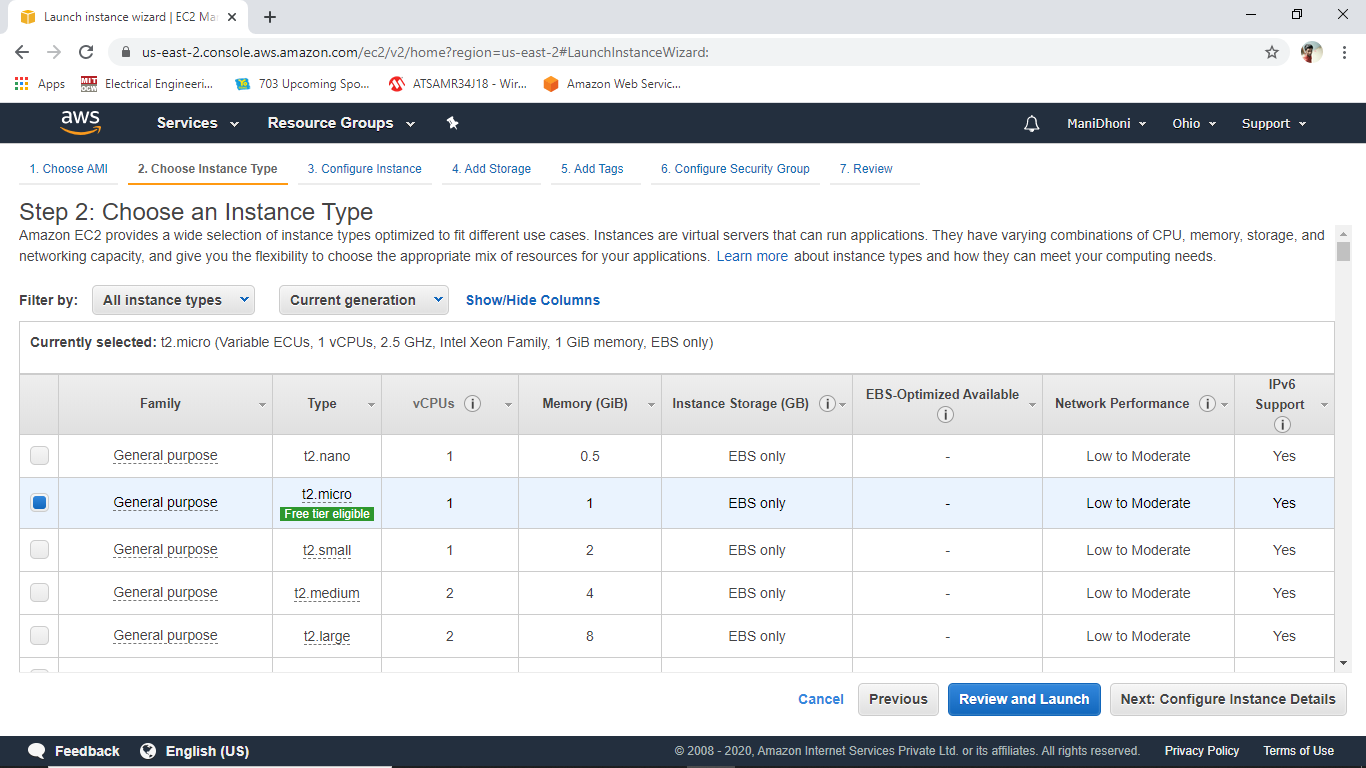 Launch instance wizard | EC2 Ma
us-east-2.console.aws.amazon.com/ec2/v2/home?region=us-east-2#LaunchInstanceWizard:
Apps
MIT OCW Electrical Engineeri...
703 Upcoming Spo...
ATSAMR34J18 - Wir...
Amazon Web Servic...
aws Services Resource Groups ManiDhoni Ohio Support
1. Choose AMI 2. Choose Instance Type 3. Configure Instance 4. Add Storage 5. Add Tags 6. Configure Security Group 7. Review
Step 2: Choose an Instance Type
Amazon EC2 provides a wide selection of instance types optimized to fit different use cases. Instances are virtual servers that can run applications. They have varying combinations of CPU, memory, storage, and
networking capacity, and give you the flexibility to choose the appropriate mix of resources for your applications. Learn more about instance types and how they can meet your computing needs.
Filter by: All instance types Current generation Show/Hide Columns
Currently selected: t2.micro (Variable ECUs, 1 vCPUs, 2.5 GHz, Intel Xeon Family, 1 GiB memory, EBS only)
Family Type vCPUs Memory (GiB) Instance Storage (GB) EBS-Optimized Available Network Performance IPv6 Support
General purpose t2.nano 1 0.5 EBS only - Low to Moderate Yes
General purpose t2.micro 1 1 EBS only - Low to Moderate Yes
Free tier eligible
General purpose t2.small 1 2 EBS only - Low to Moderate Yes
General purpose t2.medium 2 4 EBS only - Low to Moderate Yes
General purpose t2.large 2 8 EBS only - Low to Moderate Yes
Cancel Previous Review and Launch Next: Configure Instance Details
Feedback English (US) © 2008 - 2020, Amazon Internet Services Private Ltd. or its affiliates. All rights reserved. Privacy Policy Terms of Use